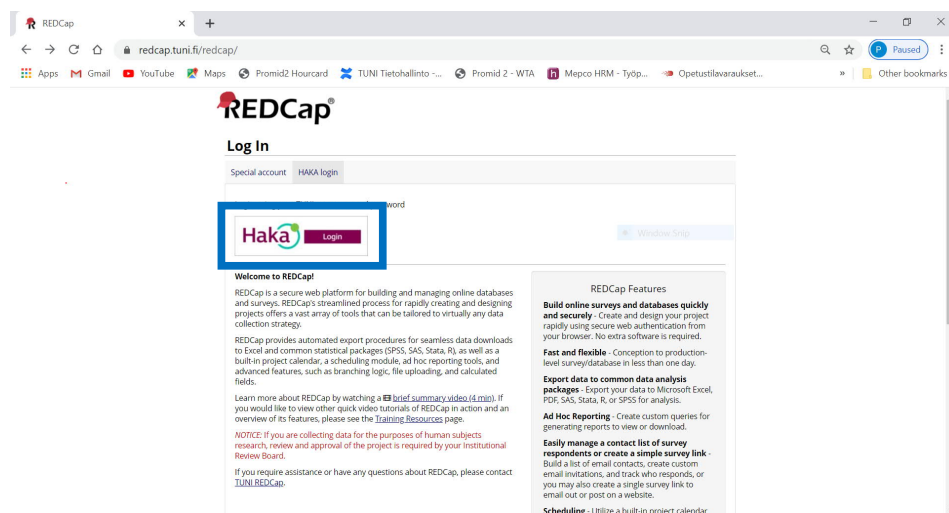 REDCap
redcap.tuni.fi/redcap/
P Paused
Apps M Gmail YouTube Maps Promid2 Hourcard TUNI Tietohallinto -... Promid 2 - WTA h Mepco HRM - Työp... Opetustilavaraukset... » Other bookmarks
REDCap®
Log In
Special account HAKA login
word
Haka Login
Window Snip
Welcome to REDCap!
REDCap is a secure web platform for building and managing online databases
and surveys. REDCap's streamlined process for rapidly creating and designing
projects offers a vast array of tools that can be tailored to virtually any data
collection strategy.
REDCap provides automated export procedures for seamless data downloads
to Excel and common statistical packages (SPSS, SAS, Stata, R), as well as a
built-in project calendar, a scheduling module, ad hoc reporting tools, and
advanced features, such as branching logic, file uploading, and calculated
fields.
Learn more about REDCap by watching a brief summary video (4 min). If
you would like to view other quick video tutorials of REDCap in action and an
overview of its features, please see the Training Resources page.
NOTICE: If you are collecting data for the purposes of human subjects
research, review and approval of the project is required by your Institutional
Review Board.
If you require assistance or have any questions about REDCap, please contact
TUNI REDCap.
REDCap Features
Build online surveys and databases quickly
and securely - Create and design your project
rapidly using secure web authentication from
your browser. No extra software is required.
Fast and flexible - Conception to production-
level survey/database in less than one day.
Export data to common data analysis
packages - Export your data to Microsoft Excel,
PDF, SAS, Stata, R, or SPSS for analysis.
Ad Hoc Reporting - Create custom queries for
generating reports to view or download.
Easily manage a contact list of survey
respondents or create a simple survey link -
Build a list of email contacts, create custom
email invitations, and track who responds, or
you may also create a single survey link to
email out or post on a website.
Scheduling - Utilize a built-in project calendar